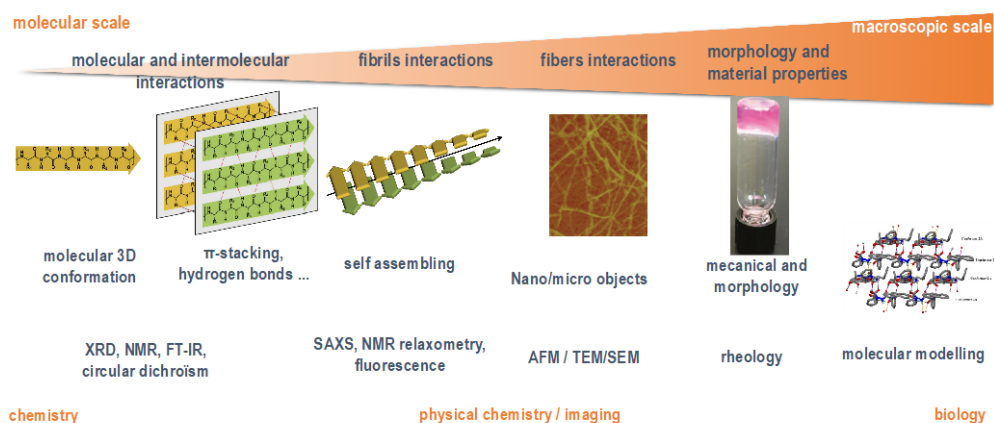 molecular scale
macroscopic scale
molecular and intermolecular
interactions
fibrils interactions
fibers interactions
morphology and
material properties
molecular 3D
conformation
π-stacking,
hydrogen bonds ...
self assembling
Nano/micro objects
mecanical and
morphology
XRD, NMR, FT-IR,
circular dichroïsm
SAXS, NMR relaxometry,
fluorescence
AFM / TEM/SEM
rheology
molecular modelling
chemistry
physical chemistry / imaging
biology